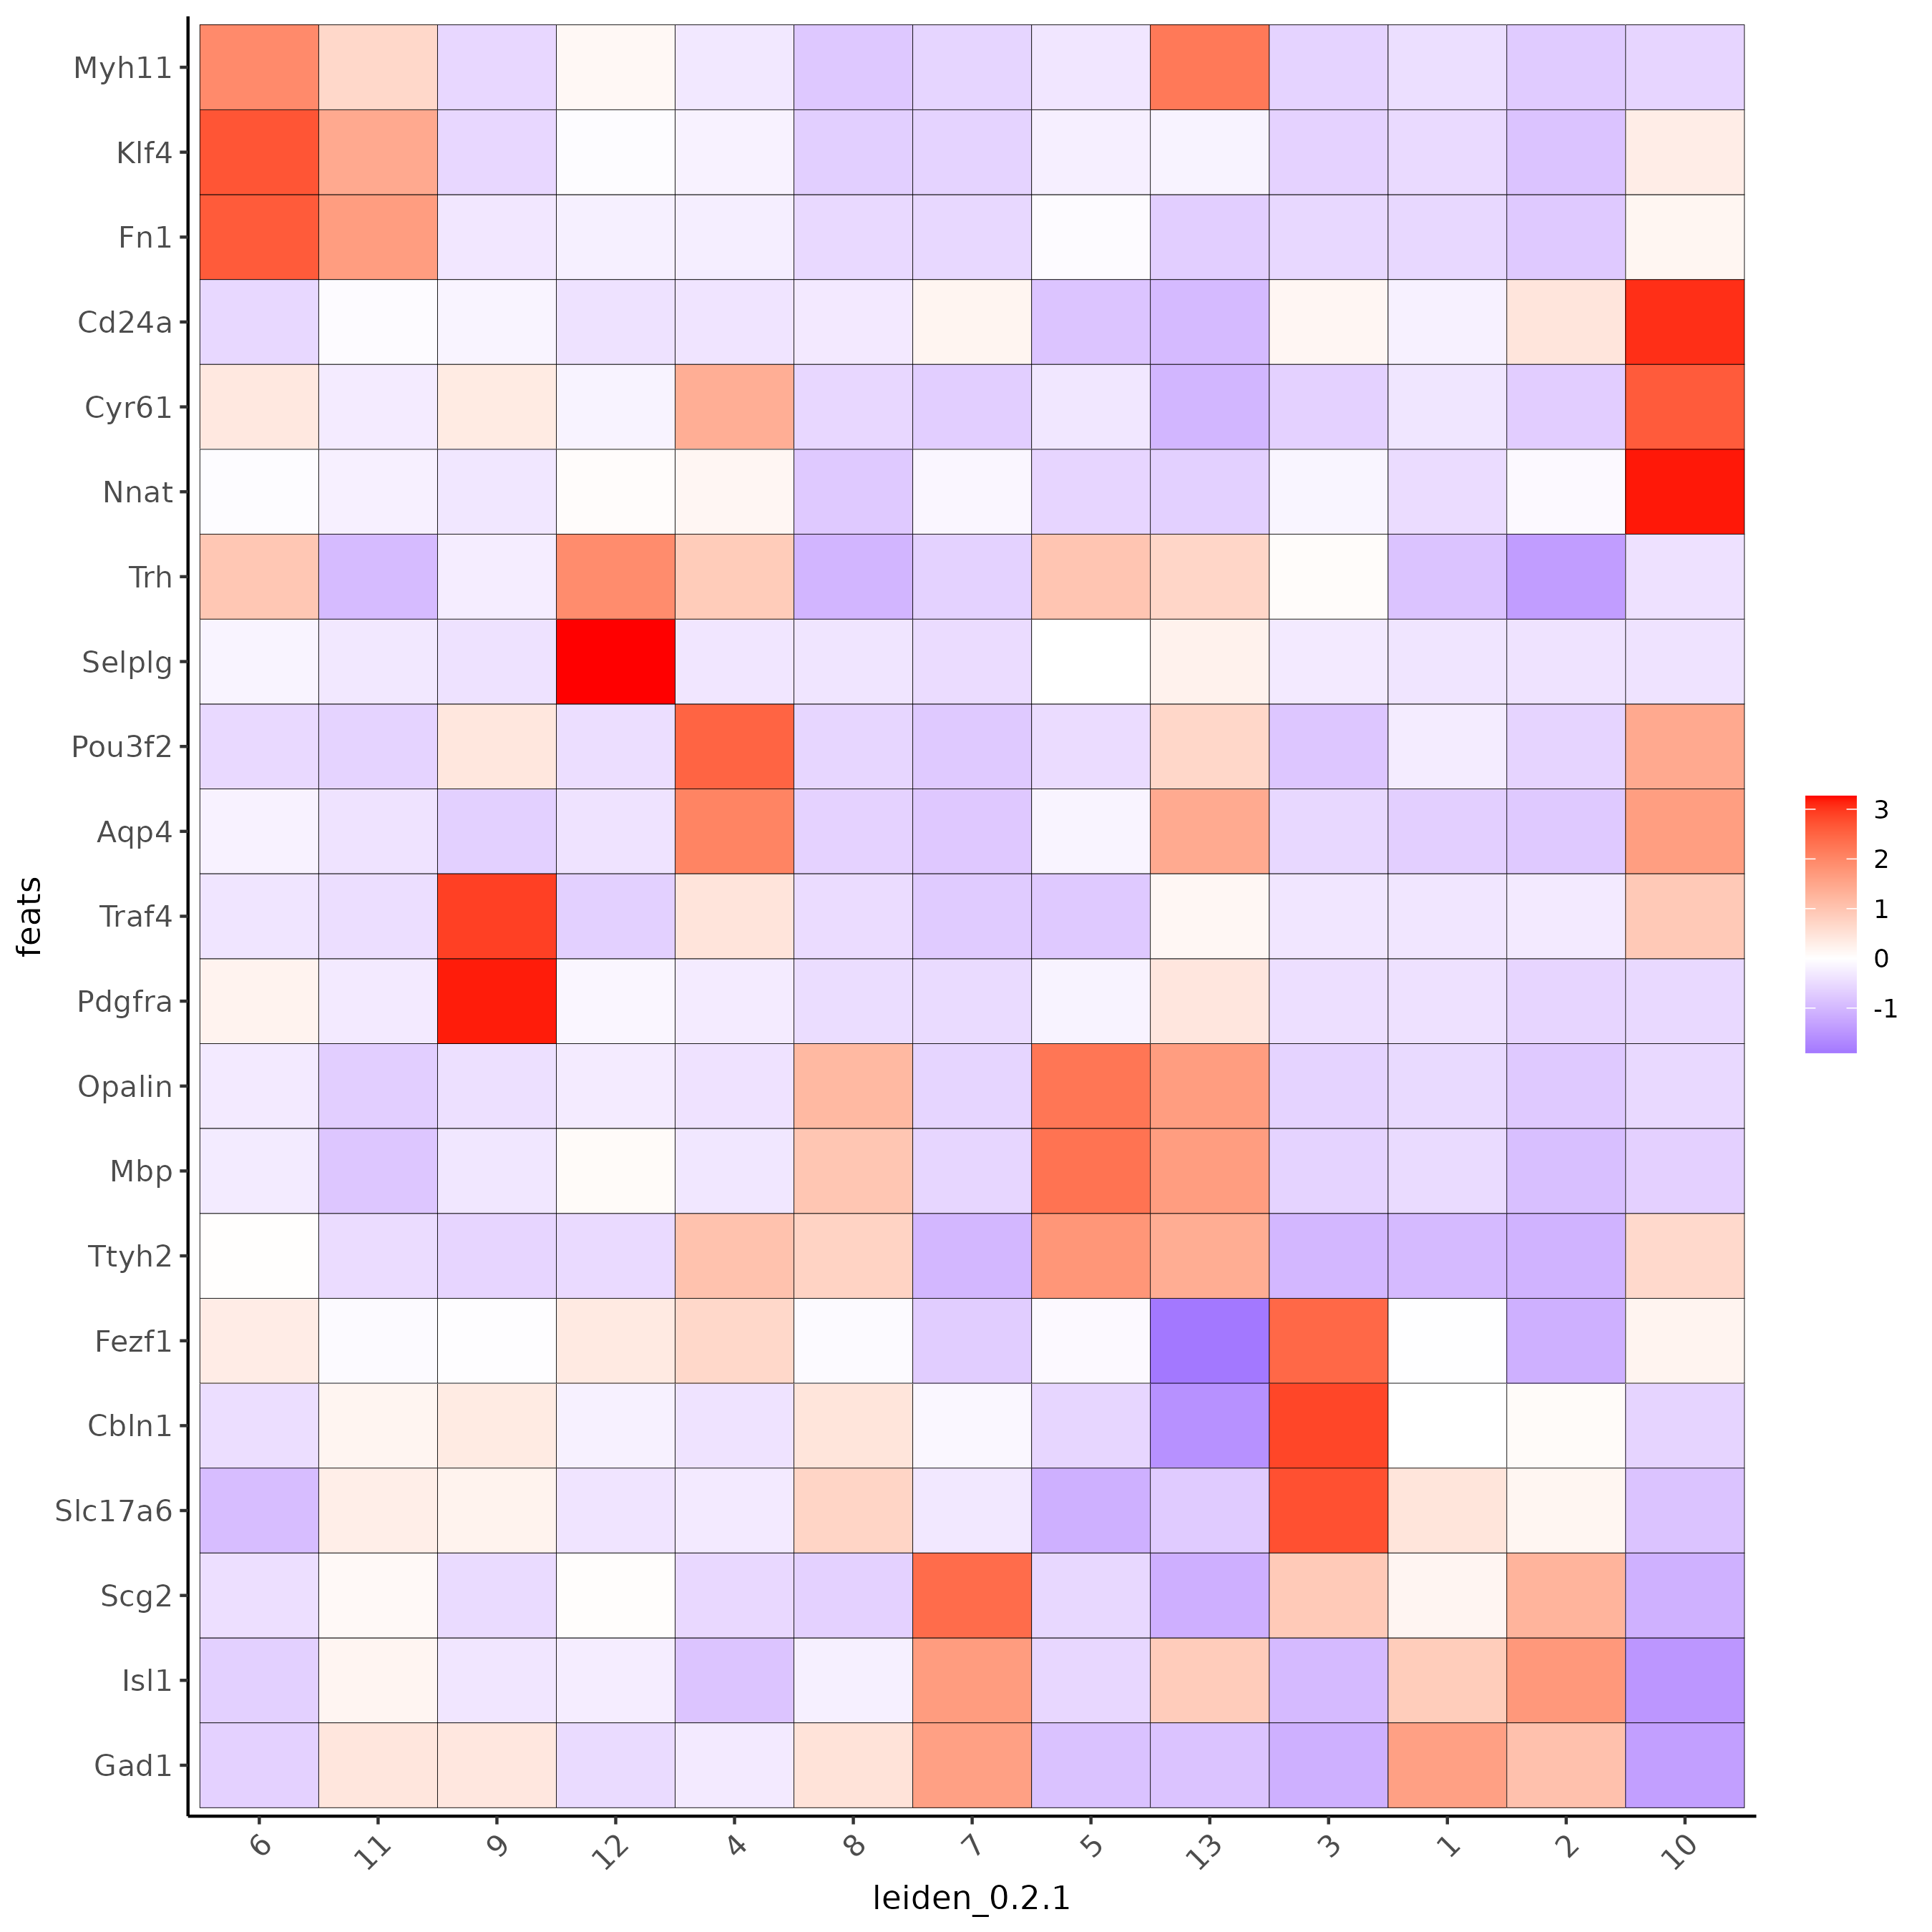 Myh11
Klf4
Fn1
Cd24a
Cyr61
Nnat
Trh
Selplg
Pou3f2
Aqp4
Traf4
Pdgfra
Opalin
Mbp
Ttyh2
Fezf1
Cbln1
Slc17a6
Scg2
Isl1
Gad1
feats
6 11 9 12 4 8 7 5 13 3 1 2 10
leiden_0.2.1
3
2
1
0
-1